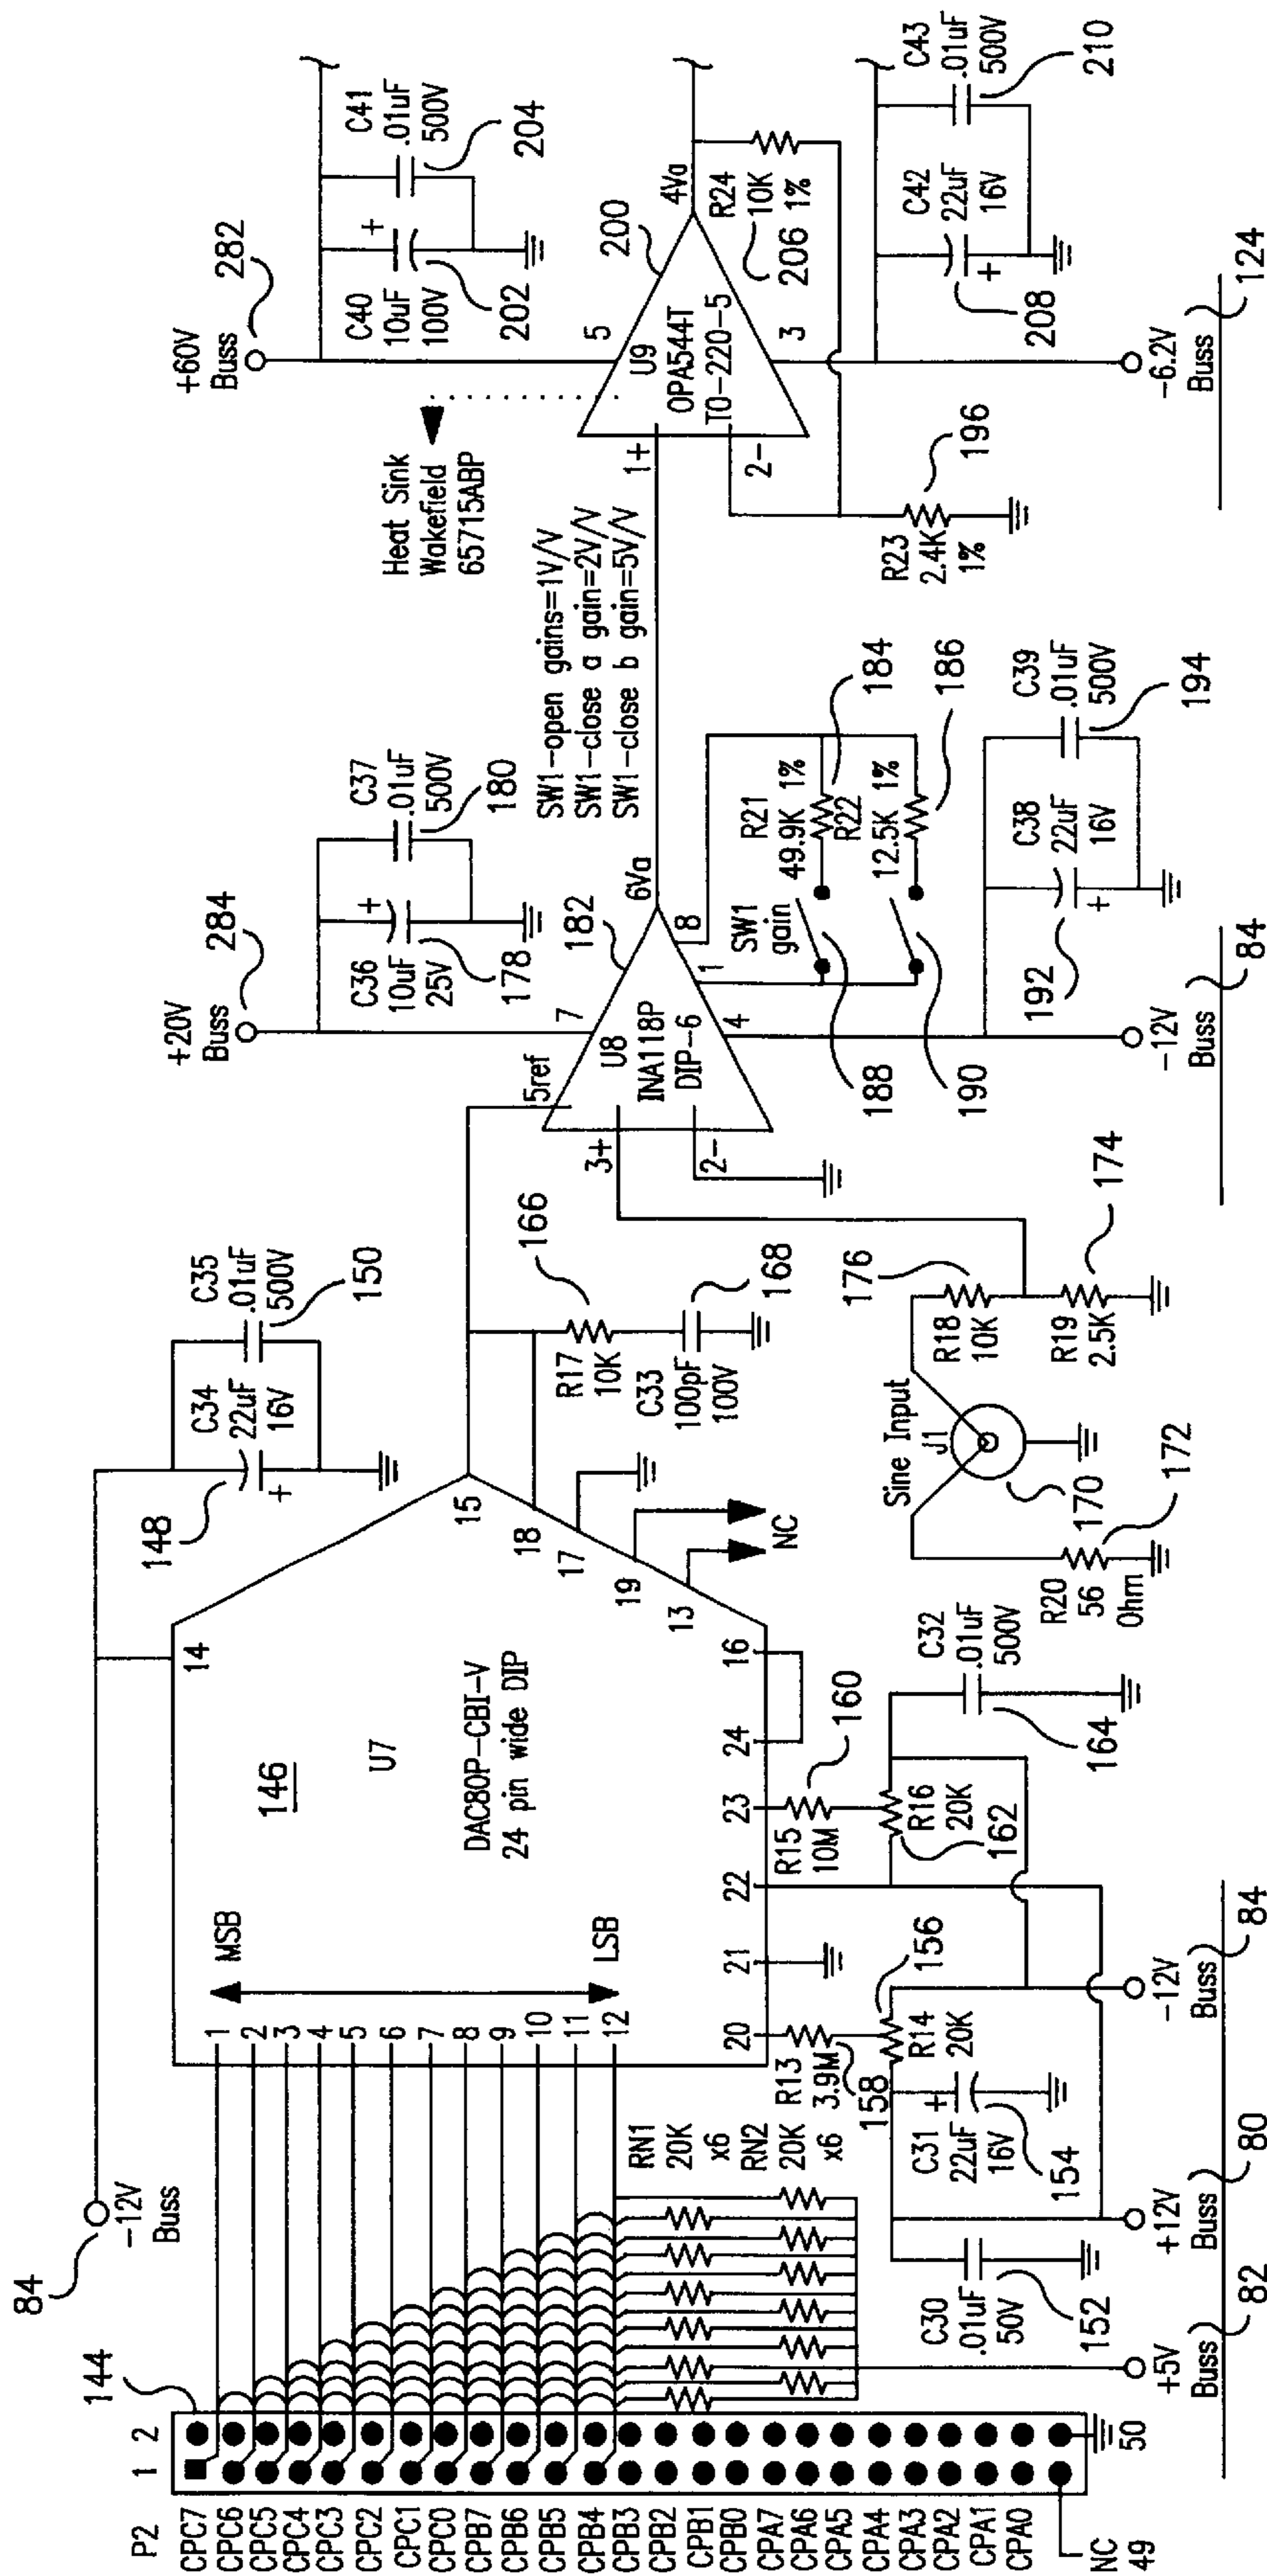 P2
1 2
144
CPC7
CPC6
CPC5
CPC4
CPC3
CPC2
CPC1
CPC0
CPB7
CPB6
CPB5
CPB4
CPB3
CPB2
CPB1
CPB0
CPA7
CPA6
CPA5
CPA4
CPA3
CPA2
CPA1
CPA0
NC
49
50
84
-12V
Buss
1
2
3
4
5
6
7
8
9
10
11
12
MSB
LSB
146
U7
DAC80P-CBI-V
24 pin wide DIP
14
15
18
17
19
13
NC
20
21
22
23
24
16
RN1
20K
x6
RN2
20K
x6
C30
.01uF
50V
152
+5V
Buss
82
+12V
Buss
80
C31
22uF
16V
154
R13
3.9M
158
R14
20K
156
-12V
Buss
84
R15
10M
160
R16
20K
162
C32
.01uF
500V
164
148
C34
22uF
16V
C35
.01uF
500V
150
R17
10K
166
C33
100pF
100V
168
Sine Input
J1
170
R20
56
Ohm
172
R18
10K
176
R19
2.5K
174
+20V
Buss
284
C36
10uF
25V
178
C37
.01uF
500V
180
182
5ref
7
3+
2-
U8
INA118P
DIP-6
4
1
8
6Va
SW1
gain
188
190
R21
49.9K 1%
184
R22
12.5K 1%
186
192
C38
22uF
16V
C39
.01uF
500V
194
-12V
Buss
84
SW1-open gains=1V/V
SW1-close a gain=2V/V
SW1-close b gain=5V/V
Heat Sink
Wakefield
65715ABP
+60V
Buss
282
C40
10uF
100V
202
C41
.01uF
500V
204
200
5
1+
2-
U9
OPA544T
TO-220-5
3
4Va
R24
10K
1%
206
R23
2.4K
1%
196
208
C42
22uF
16V
C43
.01uF
500V
210
-6.2V
Buss
124